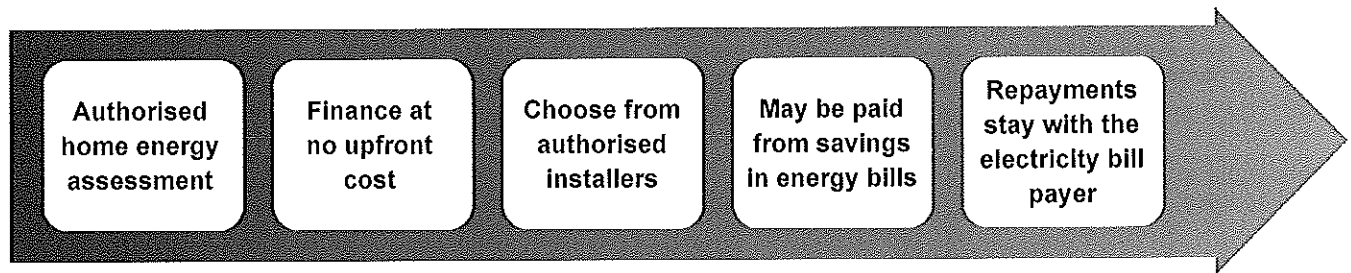 Authorised
home energy
assessment
Finance at
no upfront
cost
Choose from
authorised
installers
May be paid
from savings
in energy bills
Repayments
stay with the
electricity bill
payer